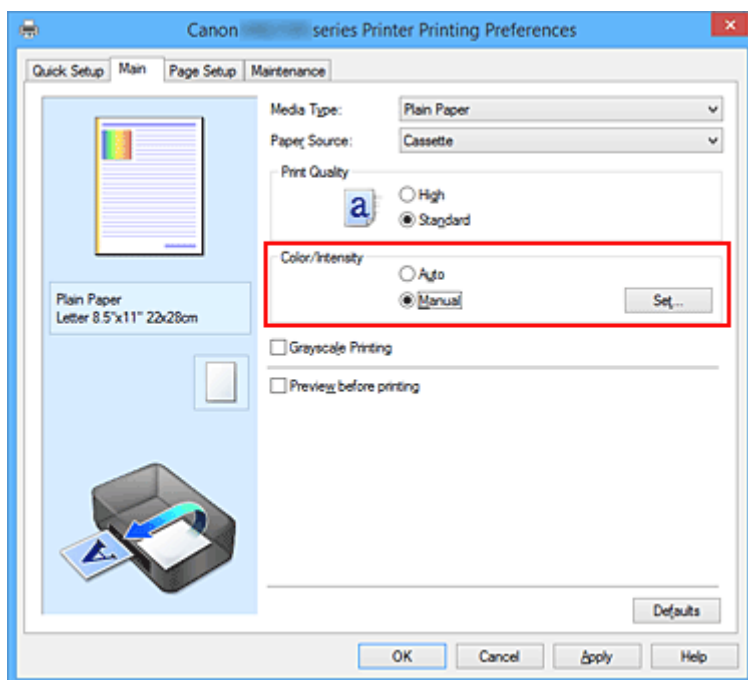 Canon series Printer Printing Preferences
Quick Setup Main Page Setup Maintenance
Media Type: Plain Paper
Paper Source: Cassette
Print Quality
a
High
Standard
Color/Intensity
Auto
Manual Set...
Plain Paper
Letter 8.5"x11" 22x28cm
Grayscale Printing
Preview before printing
A
Defaults
OK Cancel Apply Help